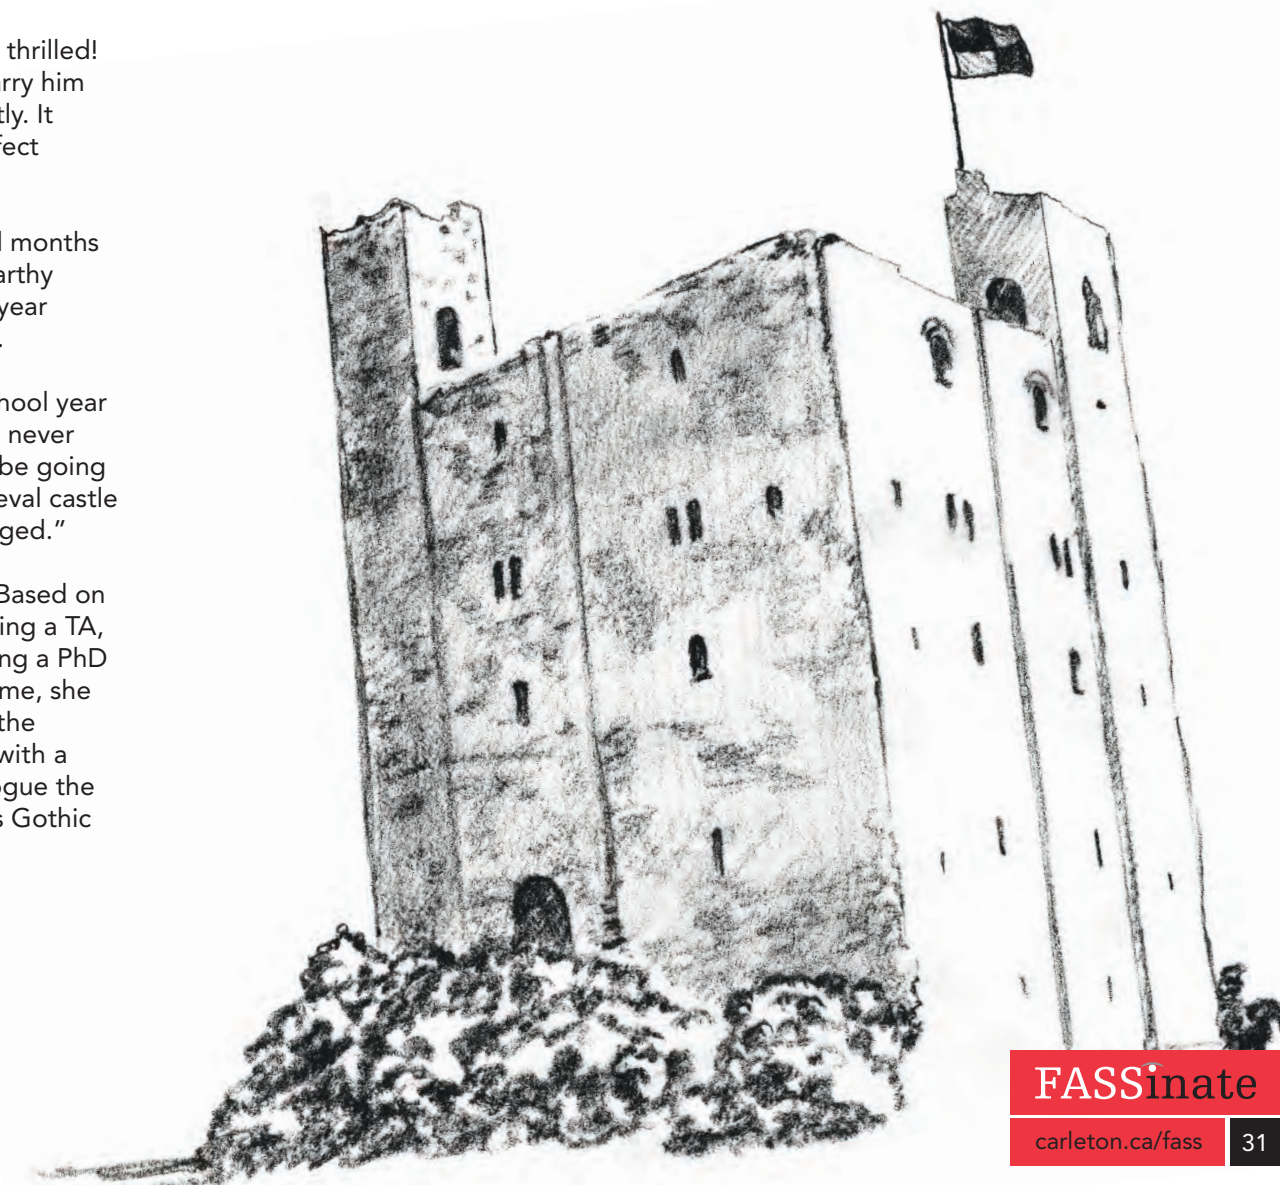 thrilled!
rry him
tly. It
fect
l months
arthy
year
.
hool year
never
be going
eval castle
ged.”
Based on
ing a TA,
ng a PhD
me, she
the
with a
ogue the
s Gothic
FASSinate
carleton.ca/fass
31